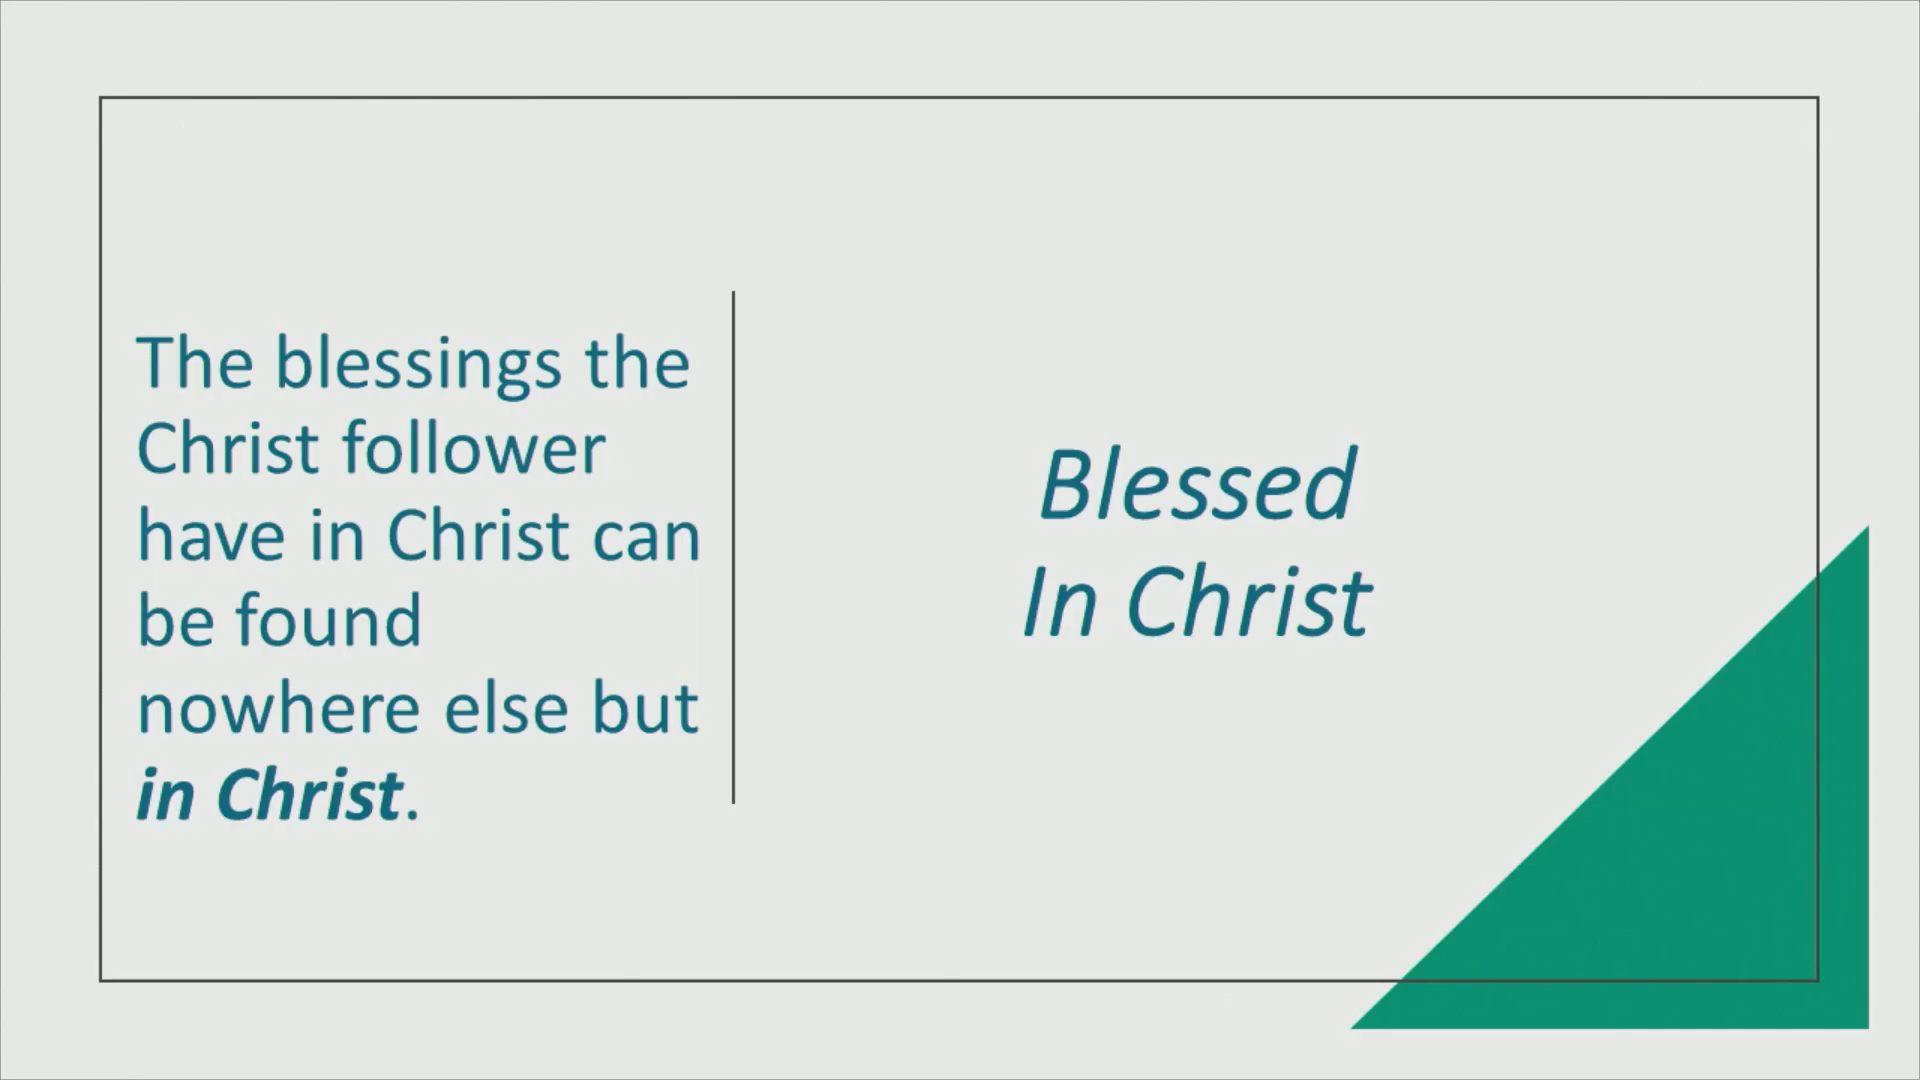 The blessings the
Christ follower
have in Christ can
be found
nowhere else but
in Christ.
Blessed
In Christ